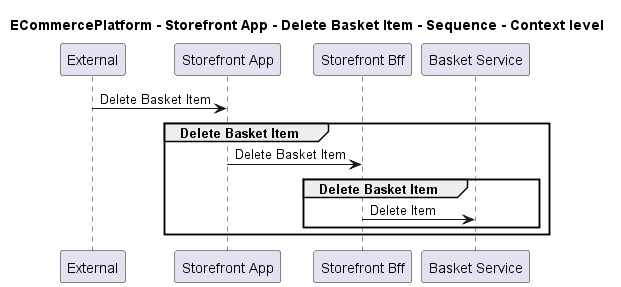 ECommercePlatform - Storefront App - Delete Basket Item - Sequence - Context level
External
Storefront App
Storefront Bff
Basket Service
Delete Basket Item
Delete Basket Item
Delete Basket Item
Delete Basket Item
Delete Item
External
Storefront App
Storefront Bff
Basket Service